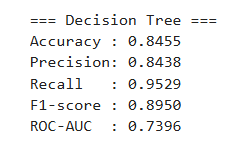 === Decision Tree ===
Accuracy : 0.8455
Precision: 0.8438
Recall   : 0.9529
F1-score : 0.8950
ROC-AUC  : 0.7396